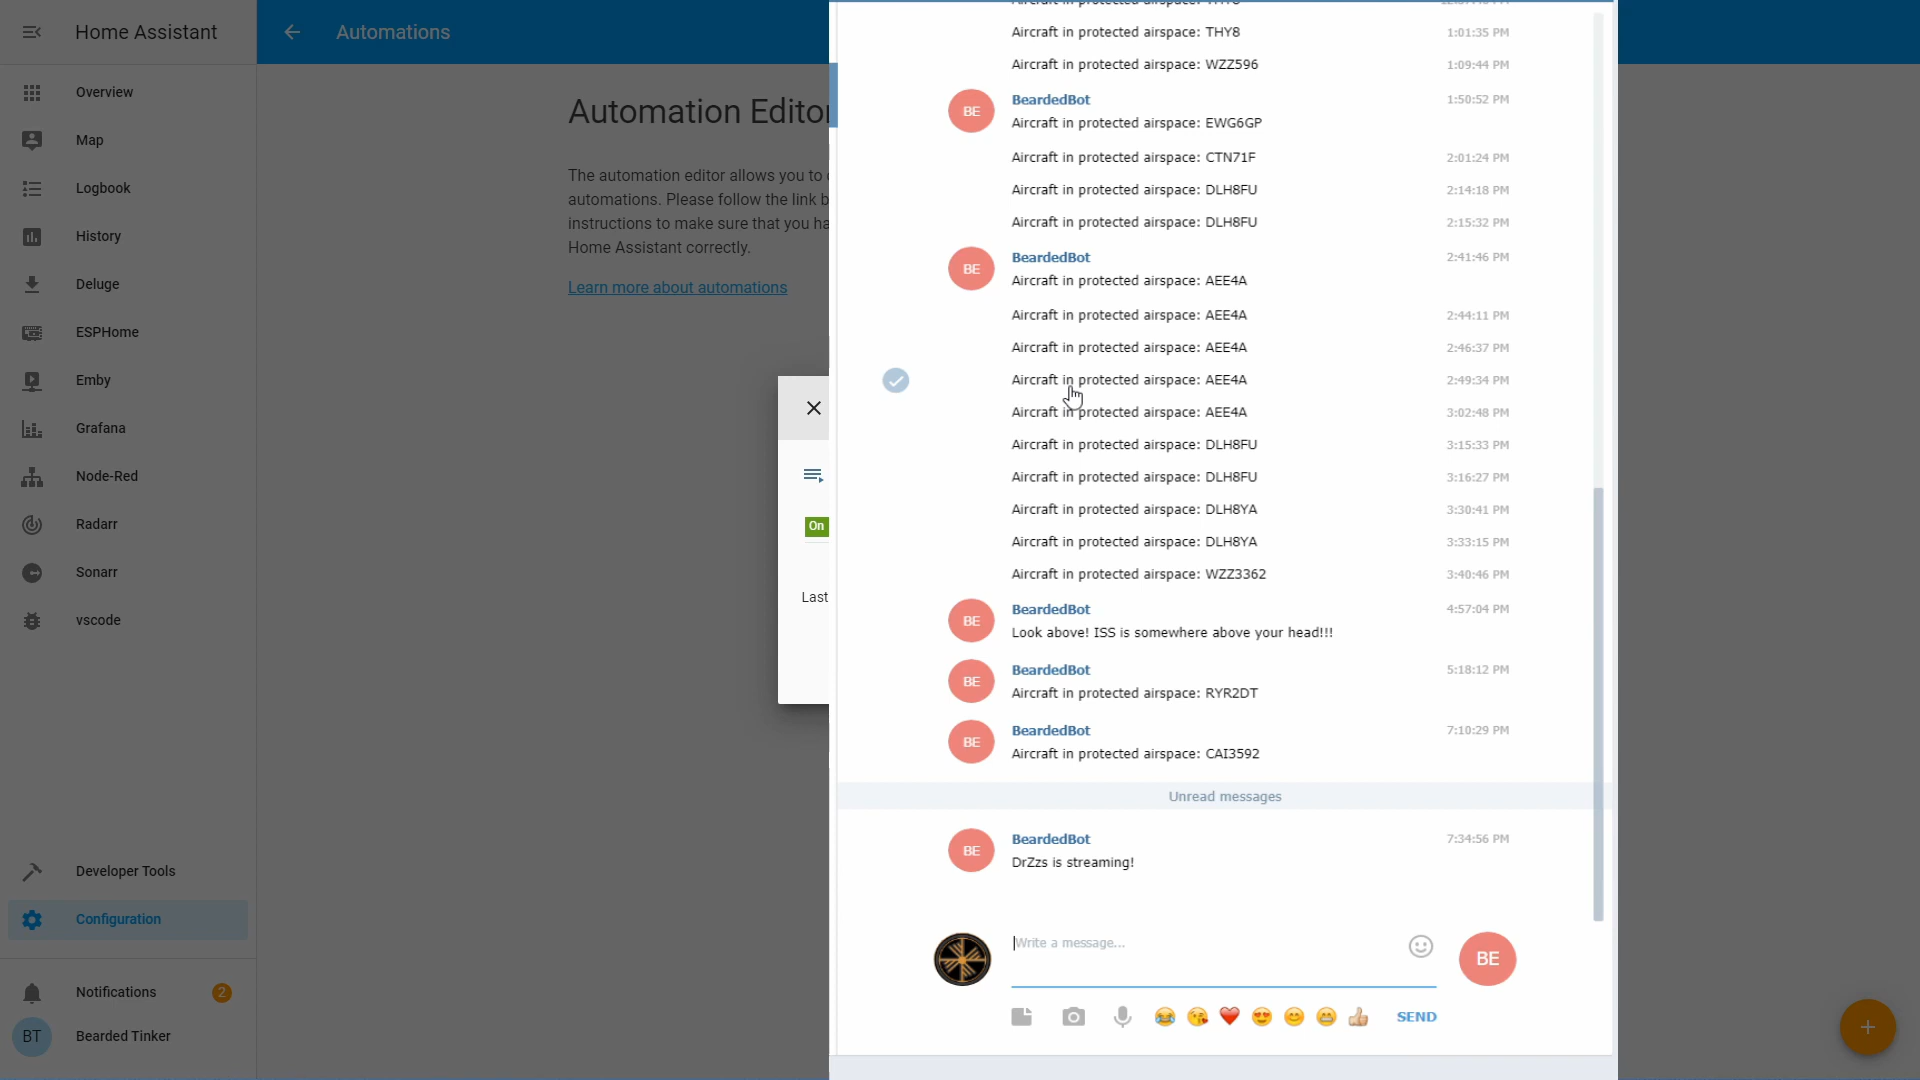 Home Assistant
Automations
Overview
Map
Logbook
History
Deluge
ESPHome
Emby
Grafana
Node-Red
Radarr
Sonarr
vscode
Developer Tools
Configuration
Notifications 2
BT Bearded Tinker
Automation Editor
The automation editor allows you to
automations. Please follow the link b
instructions to make sure that you ha
Home Assistant correctly.
Learn more about automations
On
Last
Aircraft in protected airspace: THY8 1:01:35 PM
Aircraft in protected airspace: WZZ596 1:09:44 PM
BE BeardedBot 1:50:52 PM
Aircraft in protected airspace: EWG6GP
Aircraft in protected airspace: CTN71F 2:01:24 PM
Aircraft in protected airspace: DLH8FU 2:14:18 PM
Aircraft in protected airspace: DLH8FU 2:15:32 PM
BE BeardedBot 2:41:46 PM
Aircraft in protected airspace: AEE4A
Aircraft in protected airspace: AEE4A 2:44:11 PM
Aircraft in protected airspace: AEE4A 2:46:37 PM
Aircraft in protected airspace: AEE4A 2:49:34 PM
Aircraft in protected airspace: AEE4A 3:02:48 PM
Aircraft in protected airspace: DLH8FU 3:15:33 PM
Aircraft in protected airspace: DLH8FU 3:16:27 PM
Aircraft in protected airspace: DLH8YA 3:30:41 PM
Aircraft in protected airspace: DLH8YA 3:33:15 PM
Aircraft in protected airspace: WZZ3362 3:40:46 PM
BE BeardedBot 4:57:04 PM
Look above! ISS is somewhere above your head!!!
BE BeardedBot 5:18:12 PM
Aircraft in protected airspace: RYR2DT
BE BeardedBot 7:10:29 PM
Aircraft in protected airspace: CAI3592
Unread messages
BE BeardedBot 7:34:56 PM
DrZzs is streaming!
Write a message...
BE
SEND